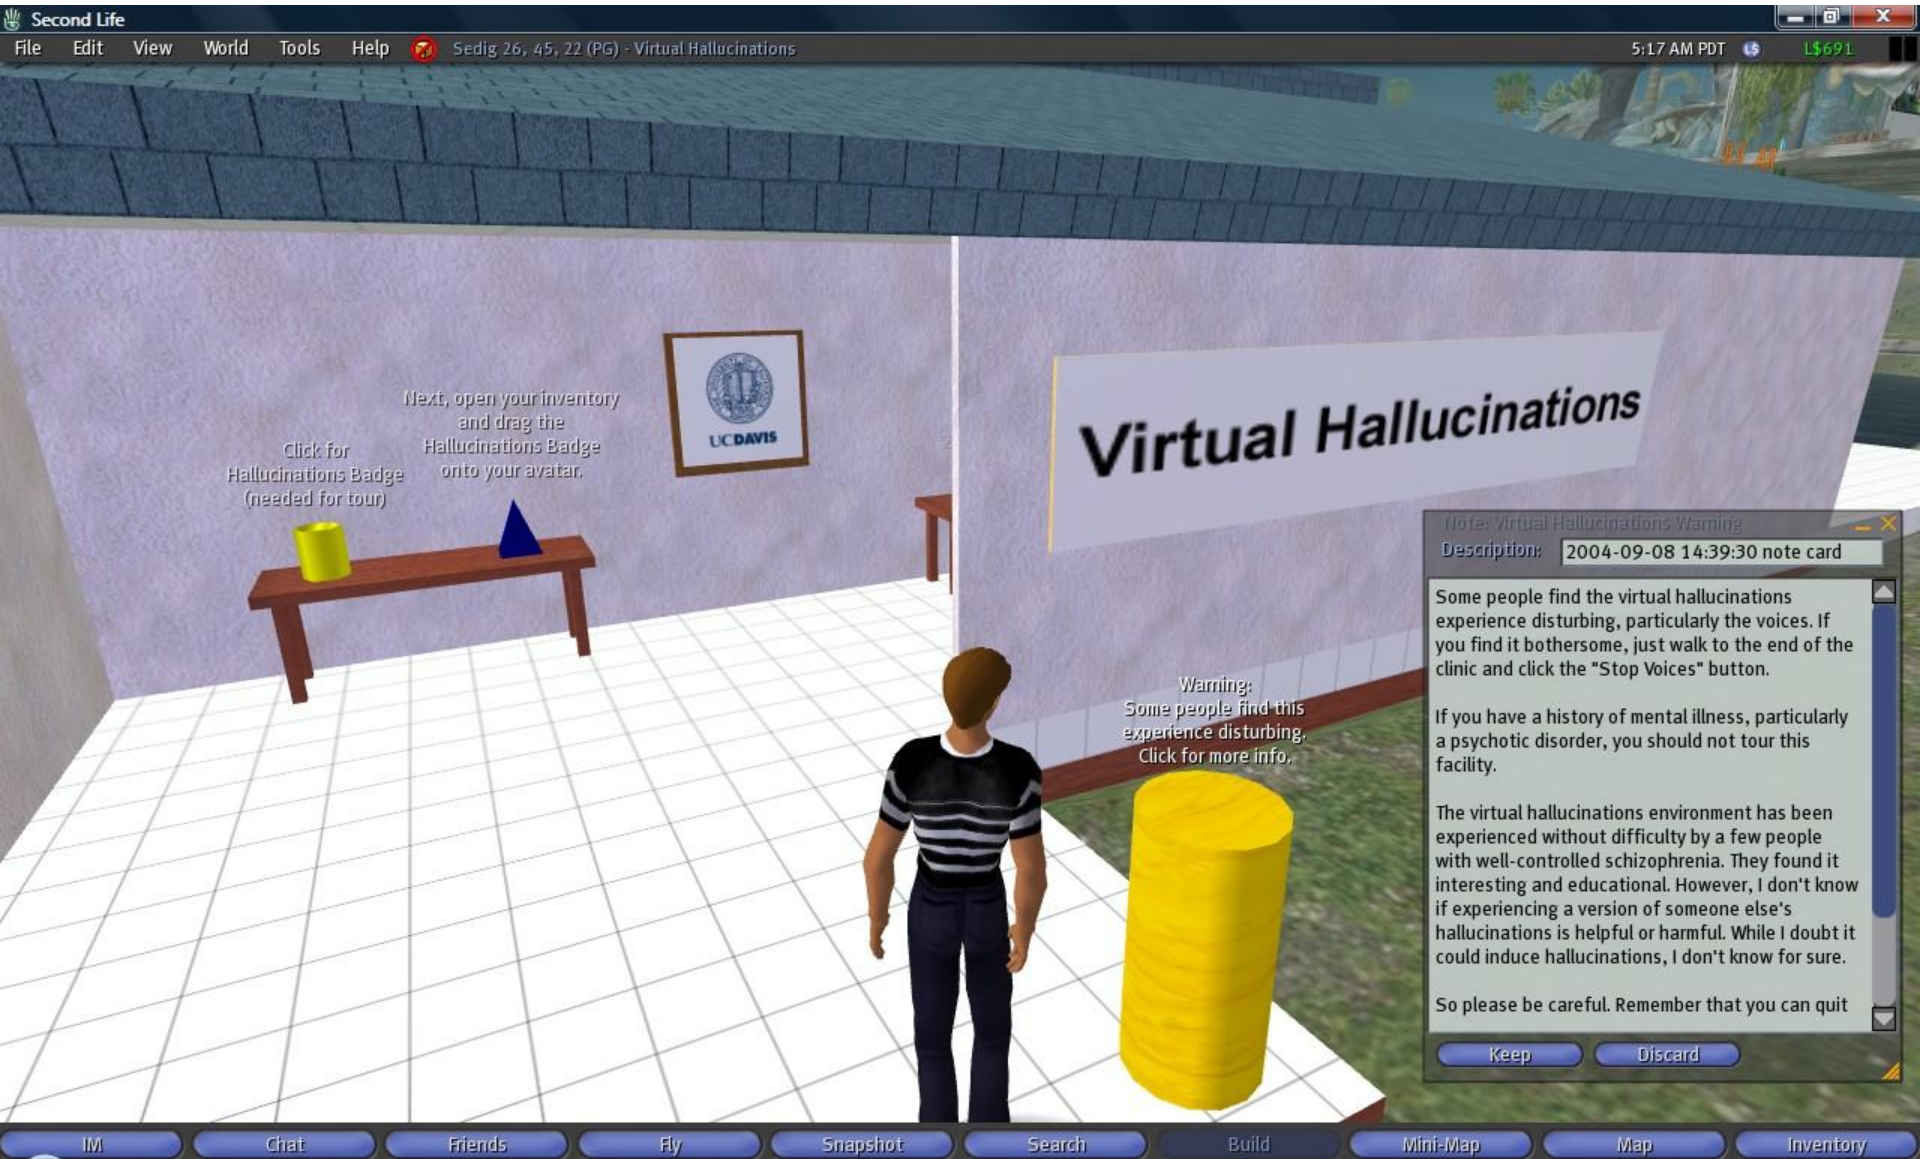 Second Life
File Edit View World Tools Help Sedig 26, 45, 22 (PG) - Virtual Hallucinations 5:17 AM PDT L$ L$691
Next, open your inventory
and drag the
Hallucinations Badge
onto your avatar.
Click for
Hallucinations Badge
(needed for tour)
UCDAVIS
Virtual Hallucinations
Warning:
Some people find this
experience disturbing.
Click for more info.
Note: Virtual Hallucinations Warning
Description: 2004-09-08 14:39:30 note card
Some people find the virtual hallucinations
experience disturbing, particularly the voices. If
you find it bothersome, just walk to the end of the
clinic and click the "Stop Voices" button.
If you have a history of mental illness, particularly
a psychotic disorder, you should not tour this
facility.
The virtual hallucinations environment has been
experienced without difficulty by a few people
with well-controlled schizophrenia. They found it
interesting and educational. However, I don't know
if experiencing a version of someone else's
hallucinations is helpful or harmful. While I doubt it
could induce hallucinations, I don't know for sure.
So please be careful. Remember that you can quit
Keep Discard
IM Chat Friends Fly Snapshot Search Build Mini-Map Map Inventory